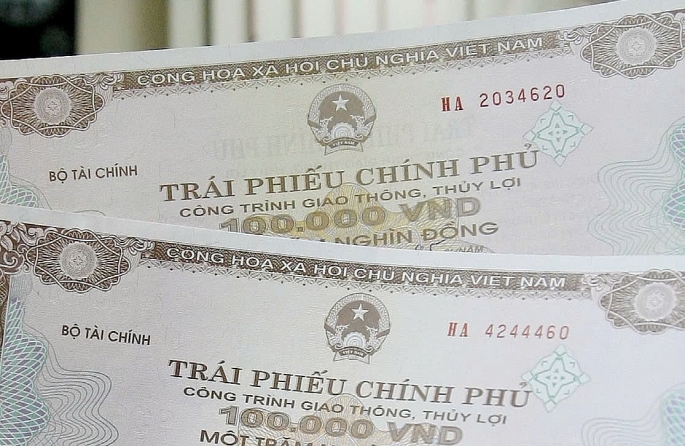 CỘNG HÒA XÃ HỘI CHỦ NGHĨA VIỆT NAM
HA 2034620
BỘ TÀI CHÍNH
TRÁI PHIẾU CHÍNH PHỦ
CÔNG TRÌNH GIAO THÔNG, THỦY LỢI
100.000 VND
NGHÌN ĐỒNG
CỘNG HÒA XÃ HỘI CHỦ NGHĨA VIỆT NAM
HA 4244460
BỘ TÀI CHÍNH
TRÁI PHIẾU CHÍNH PHỦ
CÔNG TRÌNH GIAO THÔNG, THỦY LỢI
100.000 VND
MỘT TRĂM